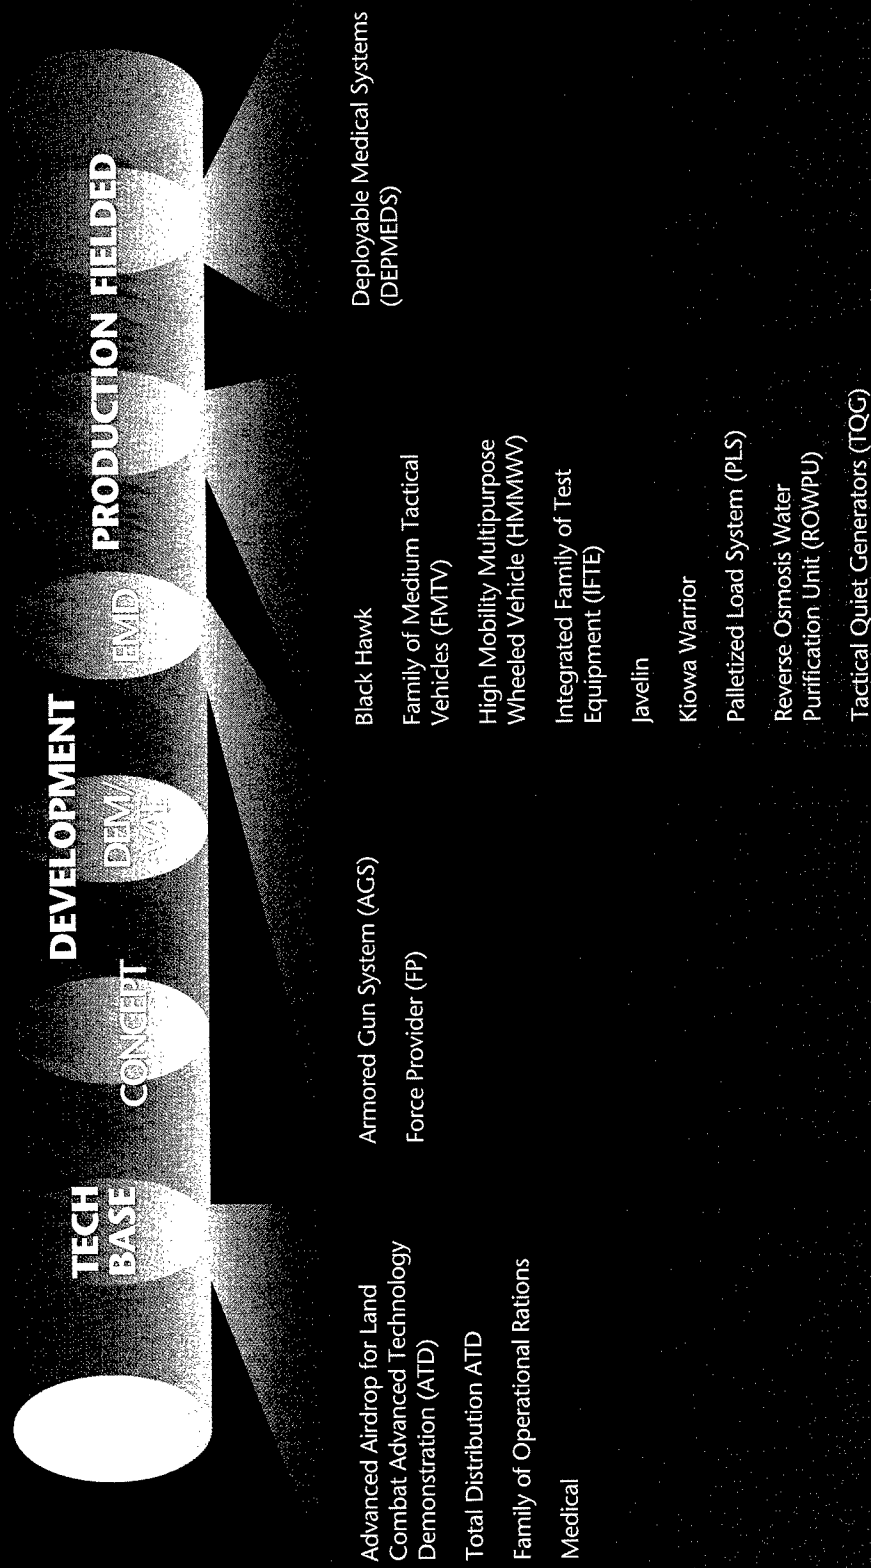 TECH
BASE
CONCEPT
DEVELOPMENT
DEM/
VAL
EMD
PRODUCTION
FIELDED
Advanced Airdrop for Land
Combat Advanced Technology
Demonstration (ATD)
Total Distribution ATD
Family of Operational Rations
Medical
Armored Gun System (AGS)
Force Provider (FP)
Black Hawk
Family of Medium Tactical
Vehicles (FMTV)
High Mobility Multipurpose
Wheeled Vehicle (HMMWV)
Integrated Family of Test
Equipment (IFTE)
Javelin
Kiowa Warrior
Palletized Load System (PLS)
Reverse Osmosis Water
Purification Unit (ROWPU)
Tactical Quiet Generators (TQG)
Deployable Medical Systems
(DEPMEDS)